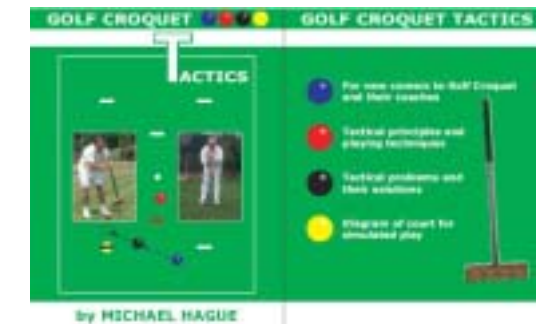 GOLF CROQUET
TACTICS
by MICHAEL HAGUE
GOLF CROQUET TACTICS
For new comers to Golf Croquet
and their coaches
Tactical principles and
playing techniques
Tactical problems and
their solutions
Diagram of court for
simulated play